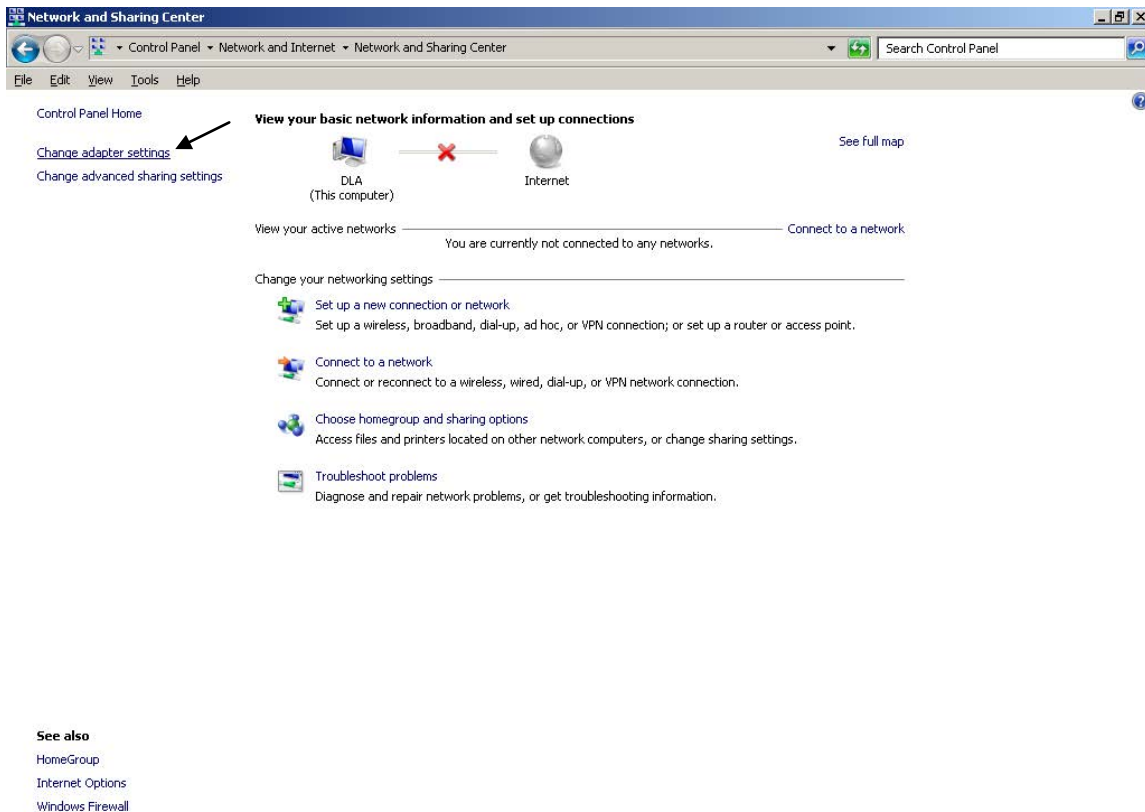 Network and Sharing Center
Control Panel Network and Internet Network and Sharing Center
Search Control Panel
File Edit View Tools Help
Control Panel Home
Change adapter settings
Change advanced sharing settings
View your basic network information and set up connections
See full map
DLA
(This computer)
Internet
View your active networks
Connect to a network
You are currently not connected to any networks.
Change your networking settings
Set up a new connection or network
Set up a wireless, broadband, dial-up, ad hoc, or VPN connection; or set up a router or access point.
Connect to a network
Connect or reconnect to a wireless, wired, dial-up, or VPN network connection.
Choose homegroup and sharing options
Access files and printers located on other network computers, or change sharing settings.
Troubleshoot problems
Diagnose and repair network problems, or get troubleshooting information.
See also
HomeGroup
Internet Options
Windows Firewall